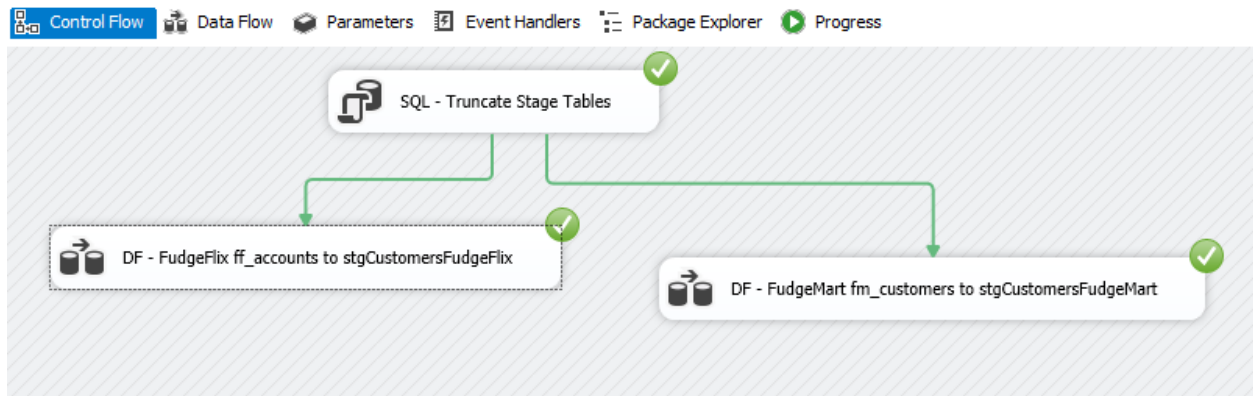 Control Flow Data Flow Parameters Event Handlers Package Explorer Progress
SQL - Truncate Stage Tables
DF - FudgeFlix ff_accounts to stgCustomersFudgeFlix
DF - FudgeMart fm_customers to stgCustomersFudgeMart